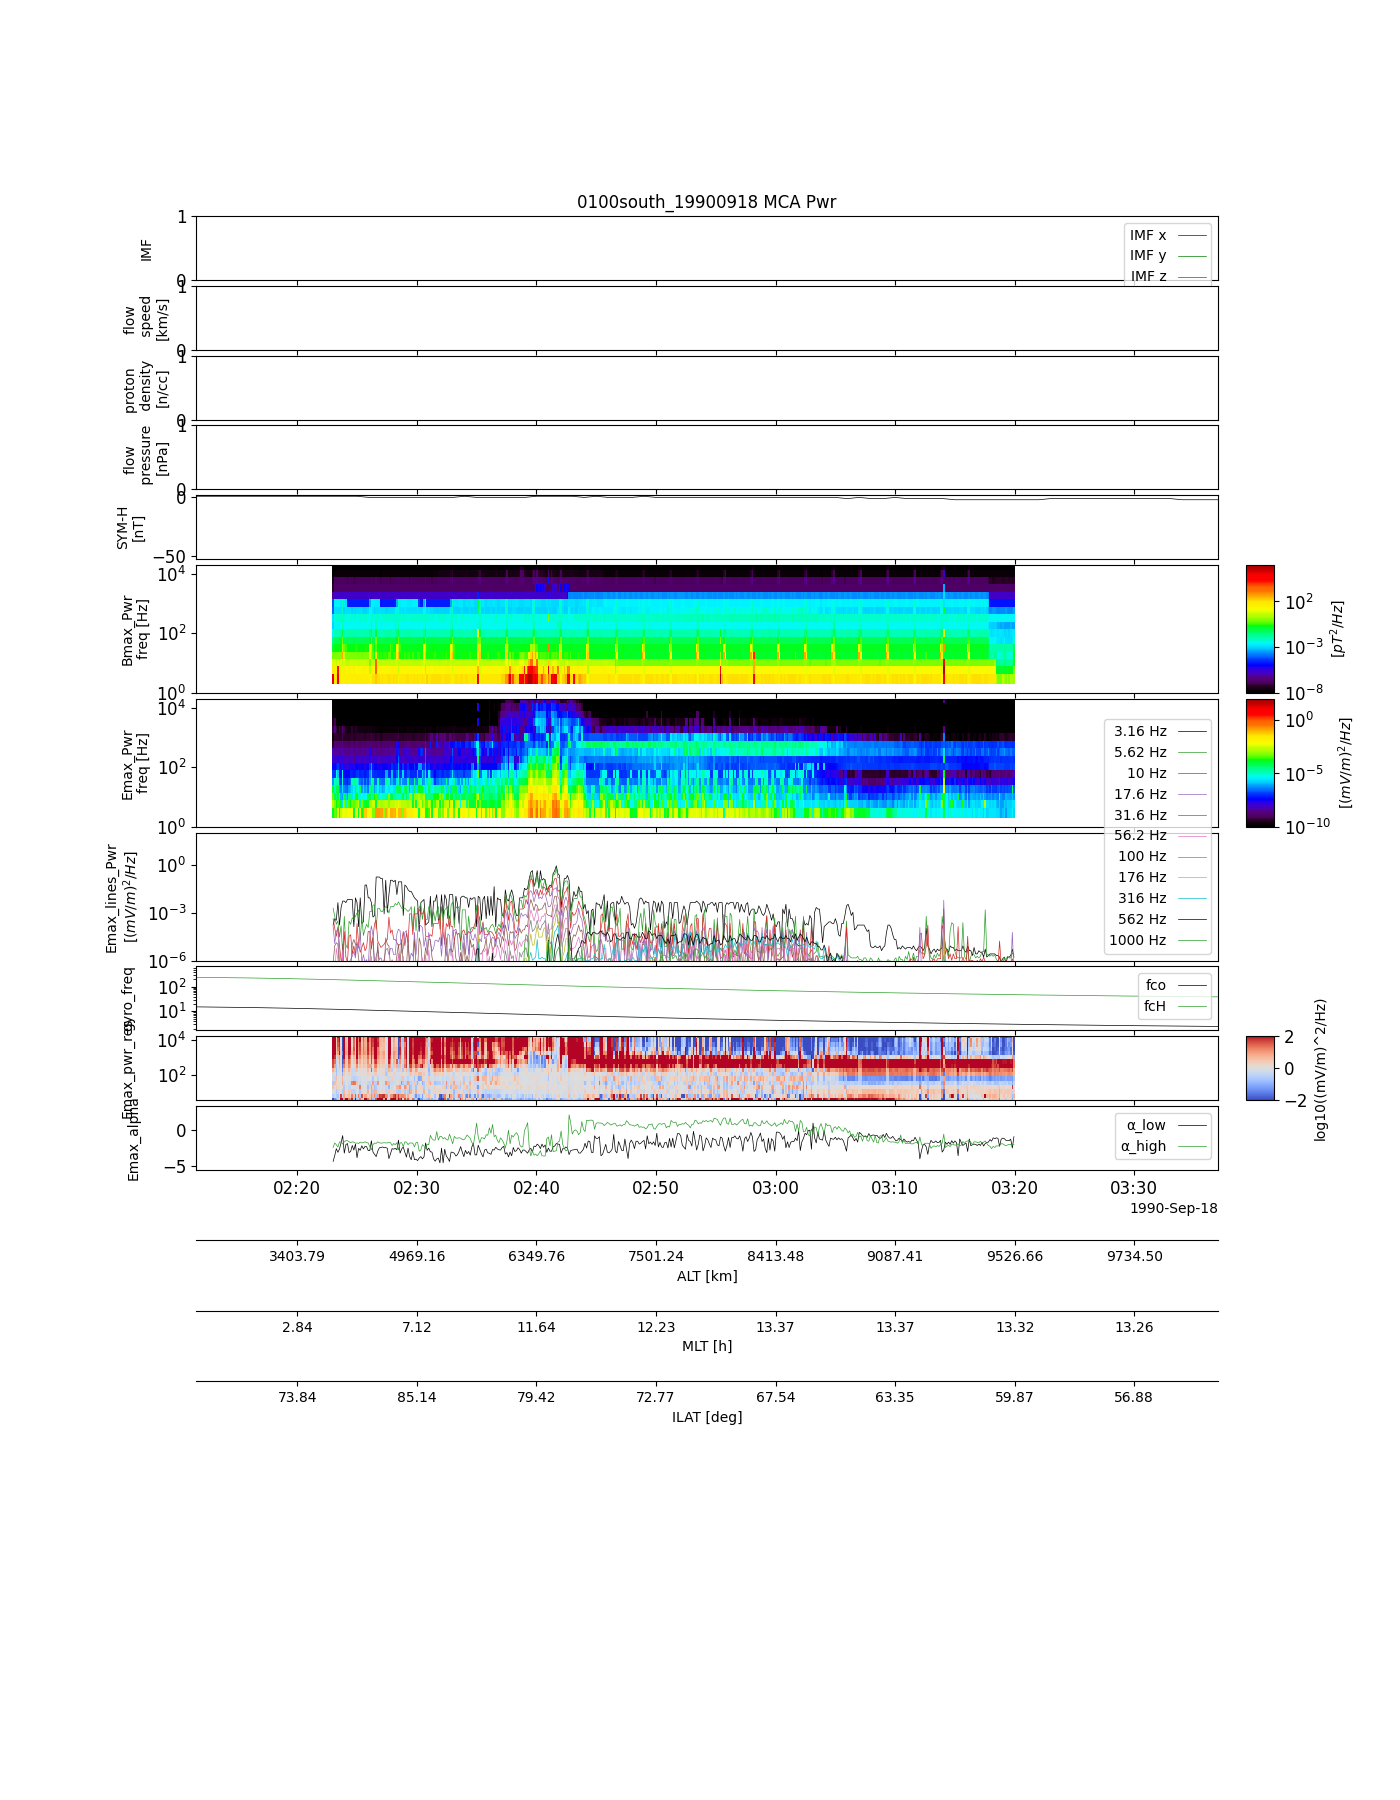 0100south_19900918 MCA Pwr
1
IMF
0
IMF x
IMF y
IMF z
1
flow
speed
[km/s]
0
1
proton
density
[n/cc]
0
1
flow
pressure
[nPa]
0
0
SYM-H
[nT]
−50
10^4
10^2
10^0
Bmax_Pwr
freq [Hz]
10^2
10^−3
10^−8
[pT^2/Hz]
10^4
10^2
10^0
Emax_Pwr
freq [Hz]
10^0
10^−5
10^−10
[(mV/m)^2/Hz]
3.16 Hz
5.62 Hz
10 Hz
17.6 Hz
31.6 Hz
56.2 Hz
100 Hz
176 Hz
316 Hz
562 Hz
1000 Hz
Emax_lines_Pwr
[(mV/m)^2/Hz]
10^0
10^−3
10^−6
gyro_freq
10^2
10^1
fco
fcH
Emax_pwr_reg
10^4
10^2
2
0
−2
log10((mV/m)^2/Hz)
Emax_alpha
0
−5
α_low
α_high
02:20 02:30 02:40 02:50 03:00 03:10 03:20 03:30
1990-Sep-18
3403.79 4969.16 6349.76 7501.24 8413.48 9087.41 9526.66 9734.50
ALT [km]
2.84 7.12 11.64 12.23 13.37 13.37 13.32 13.26
MLT [h]
73.84 85.14 79.42 72.77 67.54 63.35 59.87 56.88
ILAT [deg]